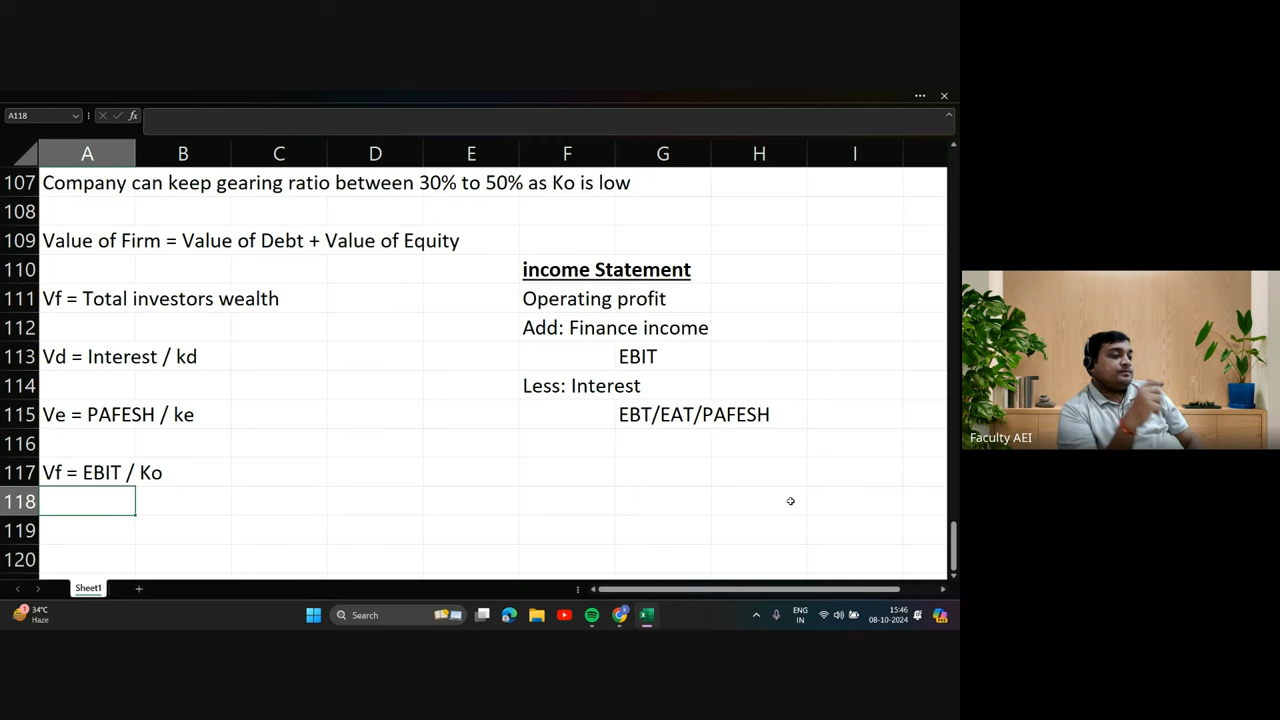 A118
fx
A B C D E F G H I
107 Company can keep gearing ratio between 30% to 50% as Ko is low
108
109 Value of Firm = Value of Debt + Value of Equity
110 income Statement
111 Vf = Total investors wealth Operating profit
112 Add: Finance income
113 Vd = Interest / kd EBIT
114 Less: Interest
115 Ve = PAFESH / ke EBT/EAT/PAFESH
116
117 Vf = EBIT / Ko
118
119
120
Faculty AEI
Sheet1
34°C
Haze
Search
ENG
IN
15:46
08-10-2024